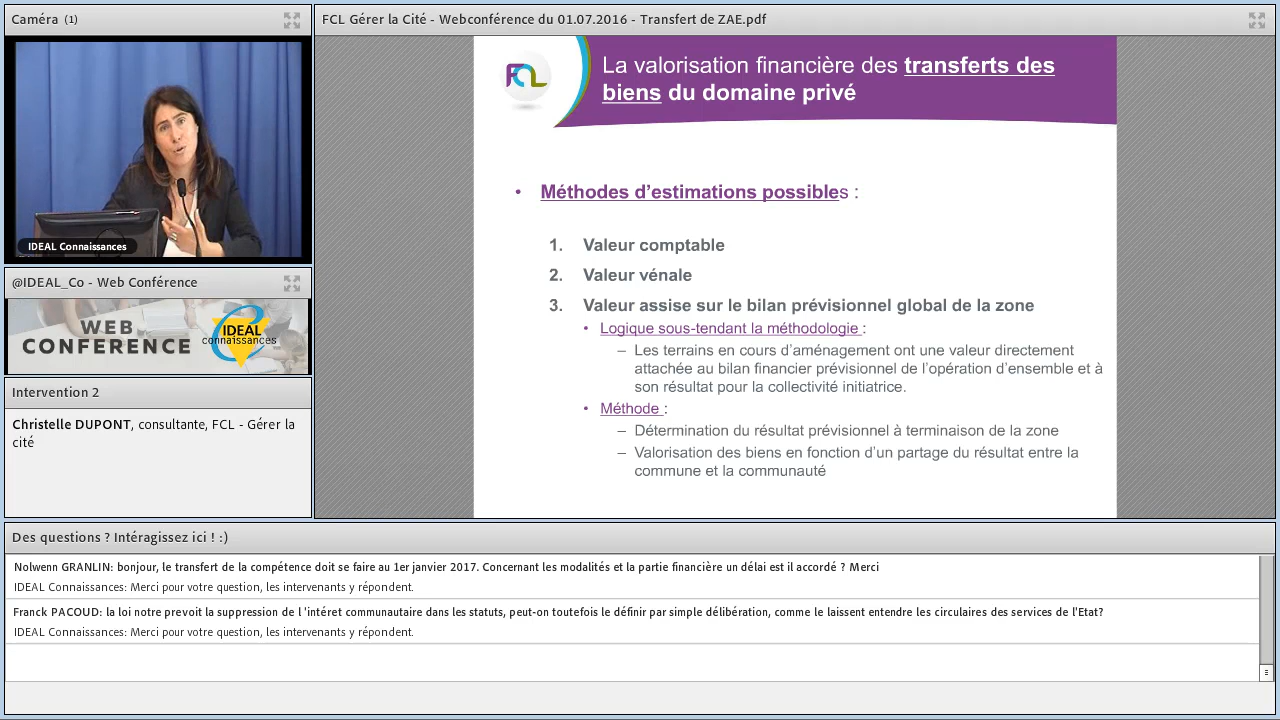 Caméra (1)
IDEAL Connaissances
@IDEAL_Co - Web Conférence
WEB
CONFERENCE
IDEAL
connaissances
Intervention 2
Christelle DUPONT, consultante, FCL - Gérer la
cité
FCL Gérer la Cité - Webconférence du 01.07.2016 - Transfert de ZAE.pdf
FCL
La valorisation financière des transferts des
biens du domaine privé
• Méthodes d’estimations possibles :
1. Valeur comptable
2. Valeur vénale
3. Valeur assise sur le bilan prévisionnel global de la zone
• Logique sous-tendant la méthodologie :
– Les terrains en cours d’aménagement ont une valeur directement
attachée au bilan financier prévisionnel de l’opération d’ensemble et à
son résultat pour la collectivité initiatrice.
• Méthode :
– Détermination du résultat prévisionnel à terminaison de la zone
– Valorisation des biens en fonction d’un partage du résultat entre la
commune et la communauté
Des questions ? Intéragissez ici ! :)
Nolwenn GRANLIN: bonjour, le transfert de la compétence doit se faire au 1er janvier 2017. Concernant les modalités et la partie financière un délai est il accordé ? Merci
IDEAL Connaissances: Merci pour votre question, les intervenants y répondent.
Franck PACOUD: la loi notre prevoit la suppression de l 'intéret communautaire dans les statuts, peut-on toutefois le définir par simple délibération, comme le laissent entendre les circulaires des services de l'Etat?
IDEAL Connaissances: Merci pour votre question, les intervenants y répondent.